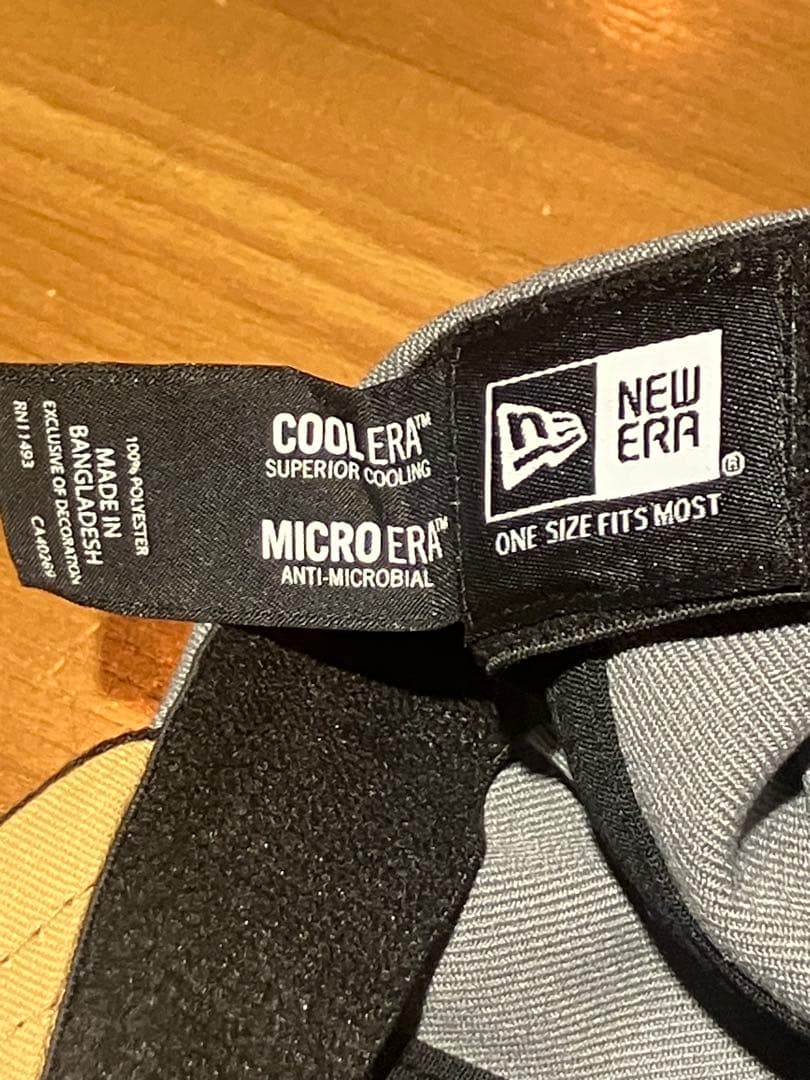 NEW
ERA
®
ONE SIZE FITS MOST
COOL ERA™
SUPERIOR COOLING
MICRO ERA™
ANTI-MICROBIAL
100% POLYESTER
MADE IN
BANGLADESH
EXCLUSIVE OF DECORATION
RN11493 CA40289